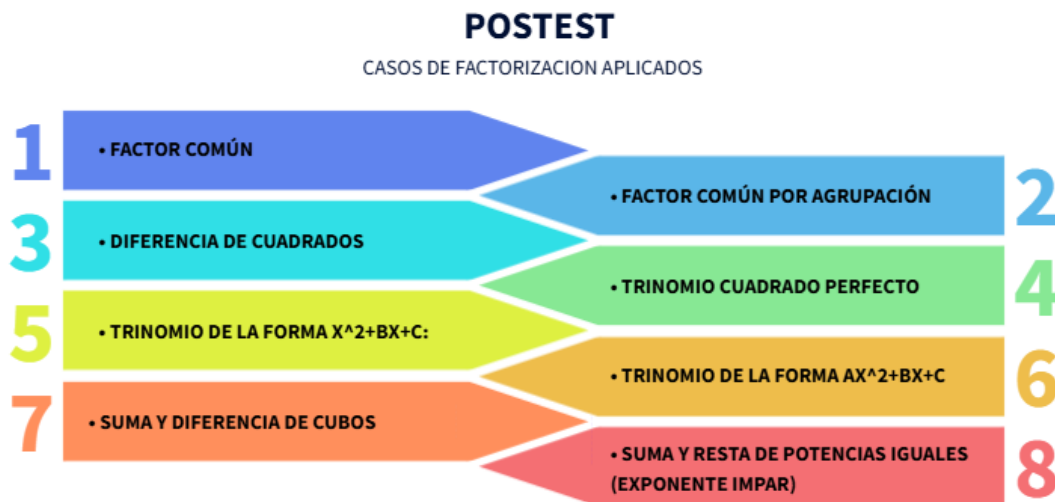 POSTEST
CASOS DE FACTORIZACION APLICADOS
1
• FACTOR COMÚN
2
• FACTOR COMÚN POR AGRUPACIÓN
3
• DIFERENCIA DE CUADRADOS
4
• TRINOMIO CUADRADO PERFECTO
5
• TRINOMIO DE LA FORMA X^2+BX+C:
6
• TRINOMIO DE LA FORMA AX^2+BX+C
7
• SUMA Y DIFERENCIA DE CUBOS
8
• SUMA Y RESTA DE POTENCIAS IGUALES
(EXPONENTE IMPAR)